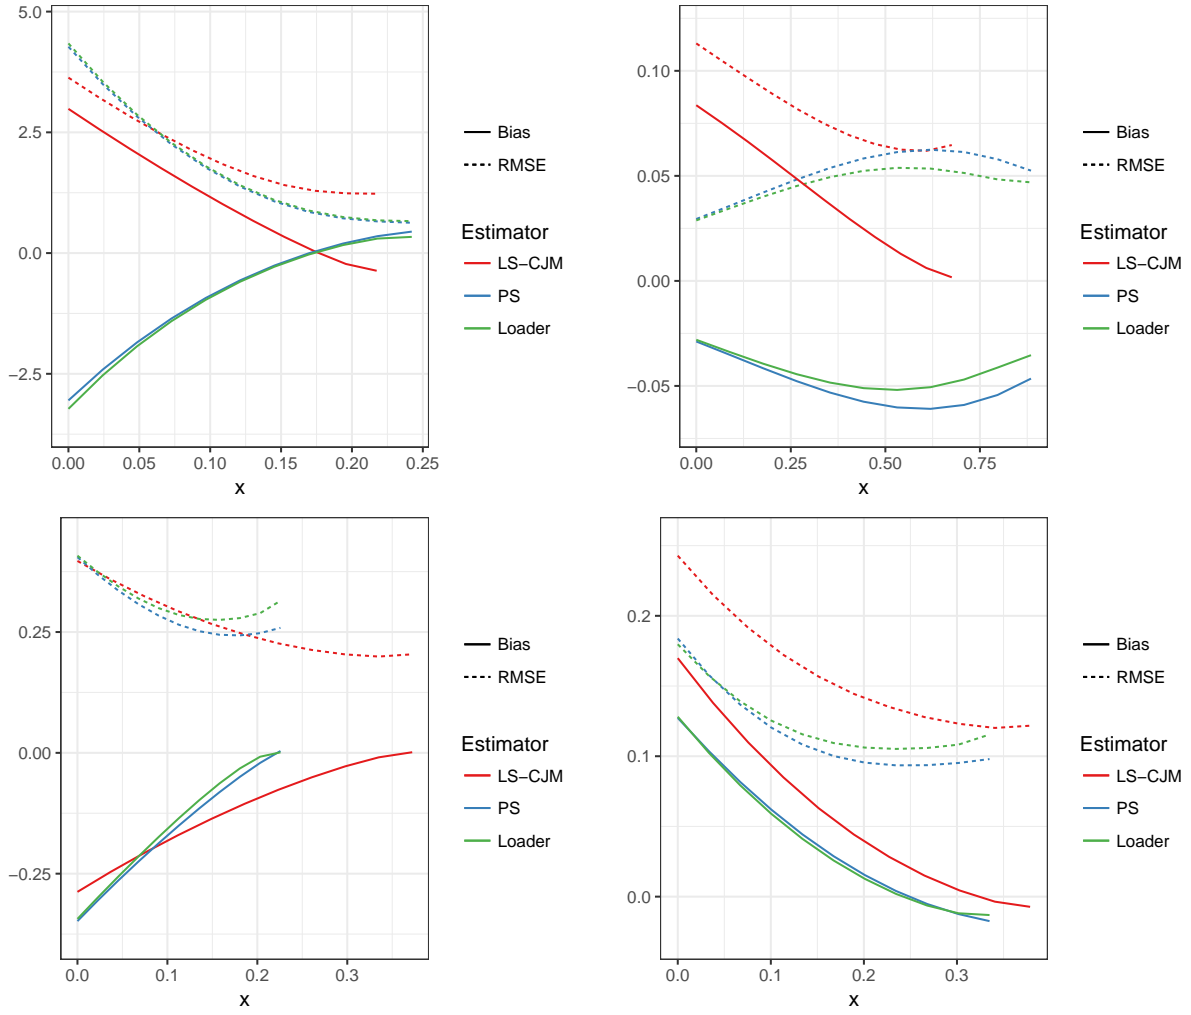 5.0
2.5
0.0
−2.5
0.00 0.05 0.10 0.15 0.20 0.25
x
Bias
RMSE
Estimator
LS−CJM
PS
Loader
0.10
0.05
0.00
−0.05
0.00 0.25 0.50 0.75
x
Bias
RMSE
Estimator
LS−CJM
PS
Loader
0.25
0.00
−0.25
0.0 0.1 0.2 0.3
x
Bias
RMSE
Estimator
LS−CJM
PS
Loader
0.2
0.1
0.0
0.0 0.1 0.2 0.3
x
Bias
RMSE
Estimator
LS−CJM
PS
Loader